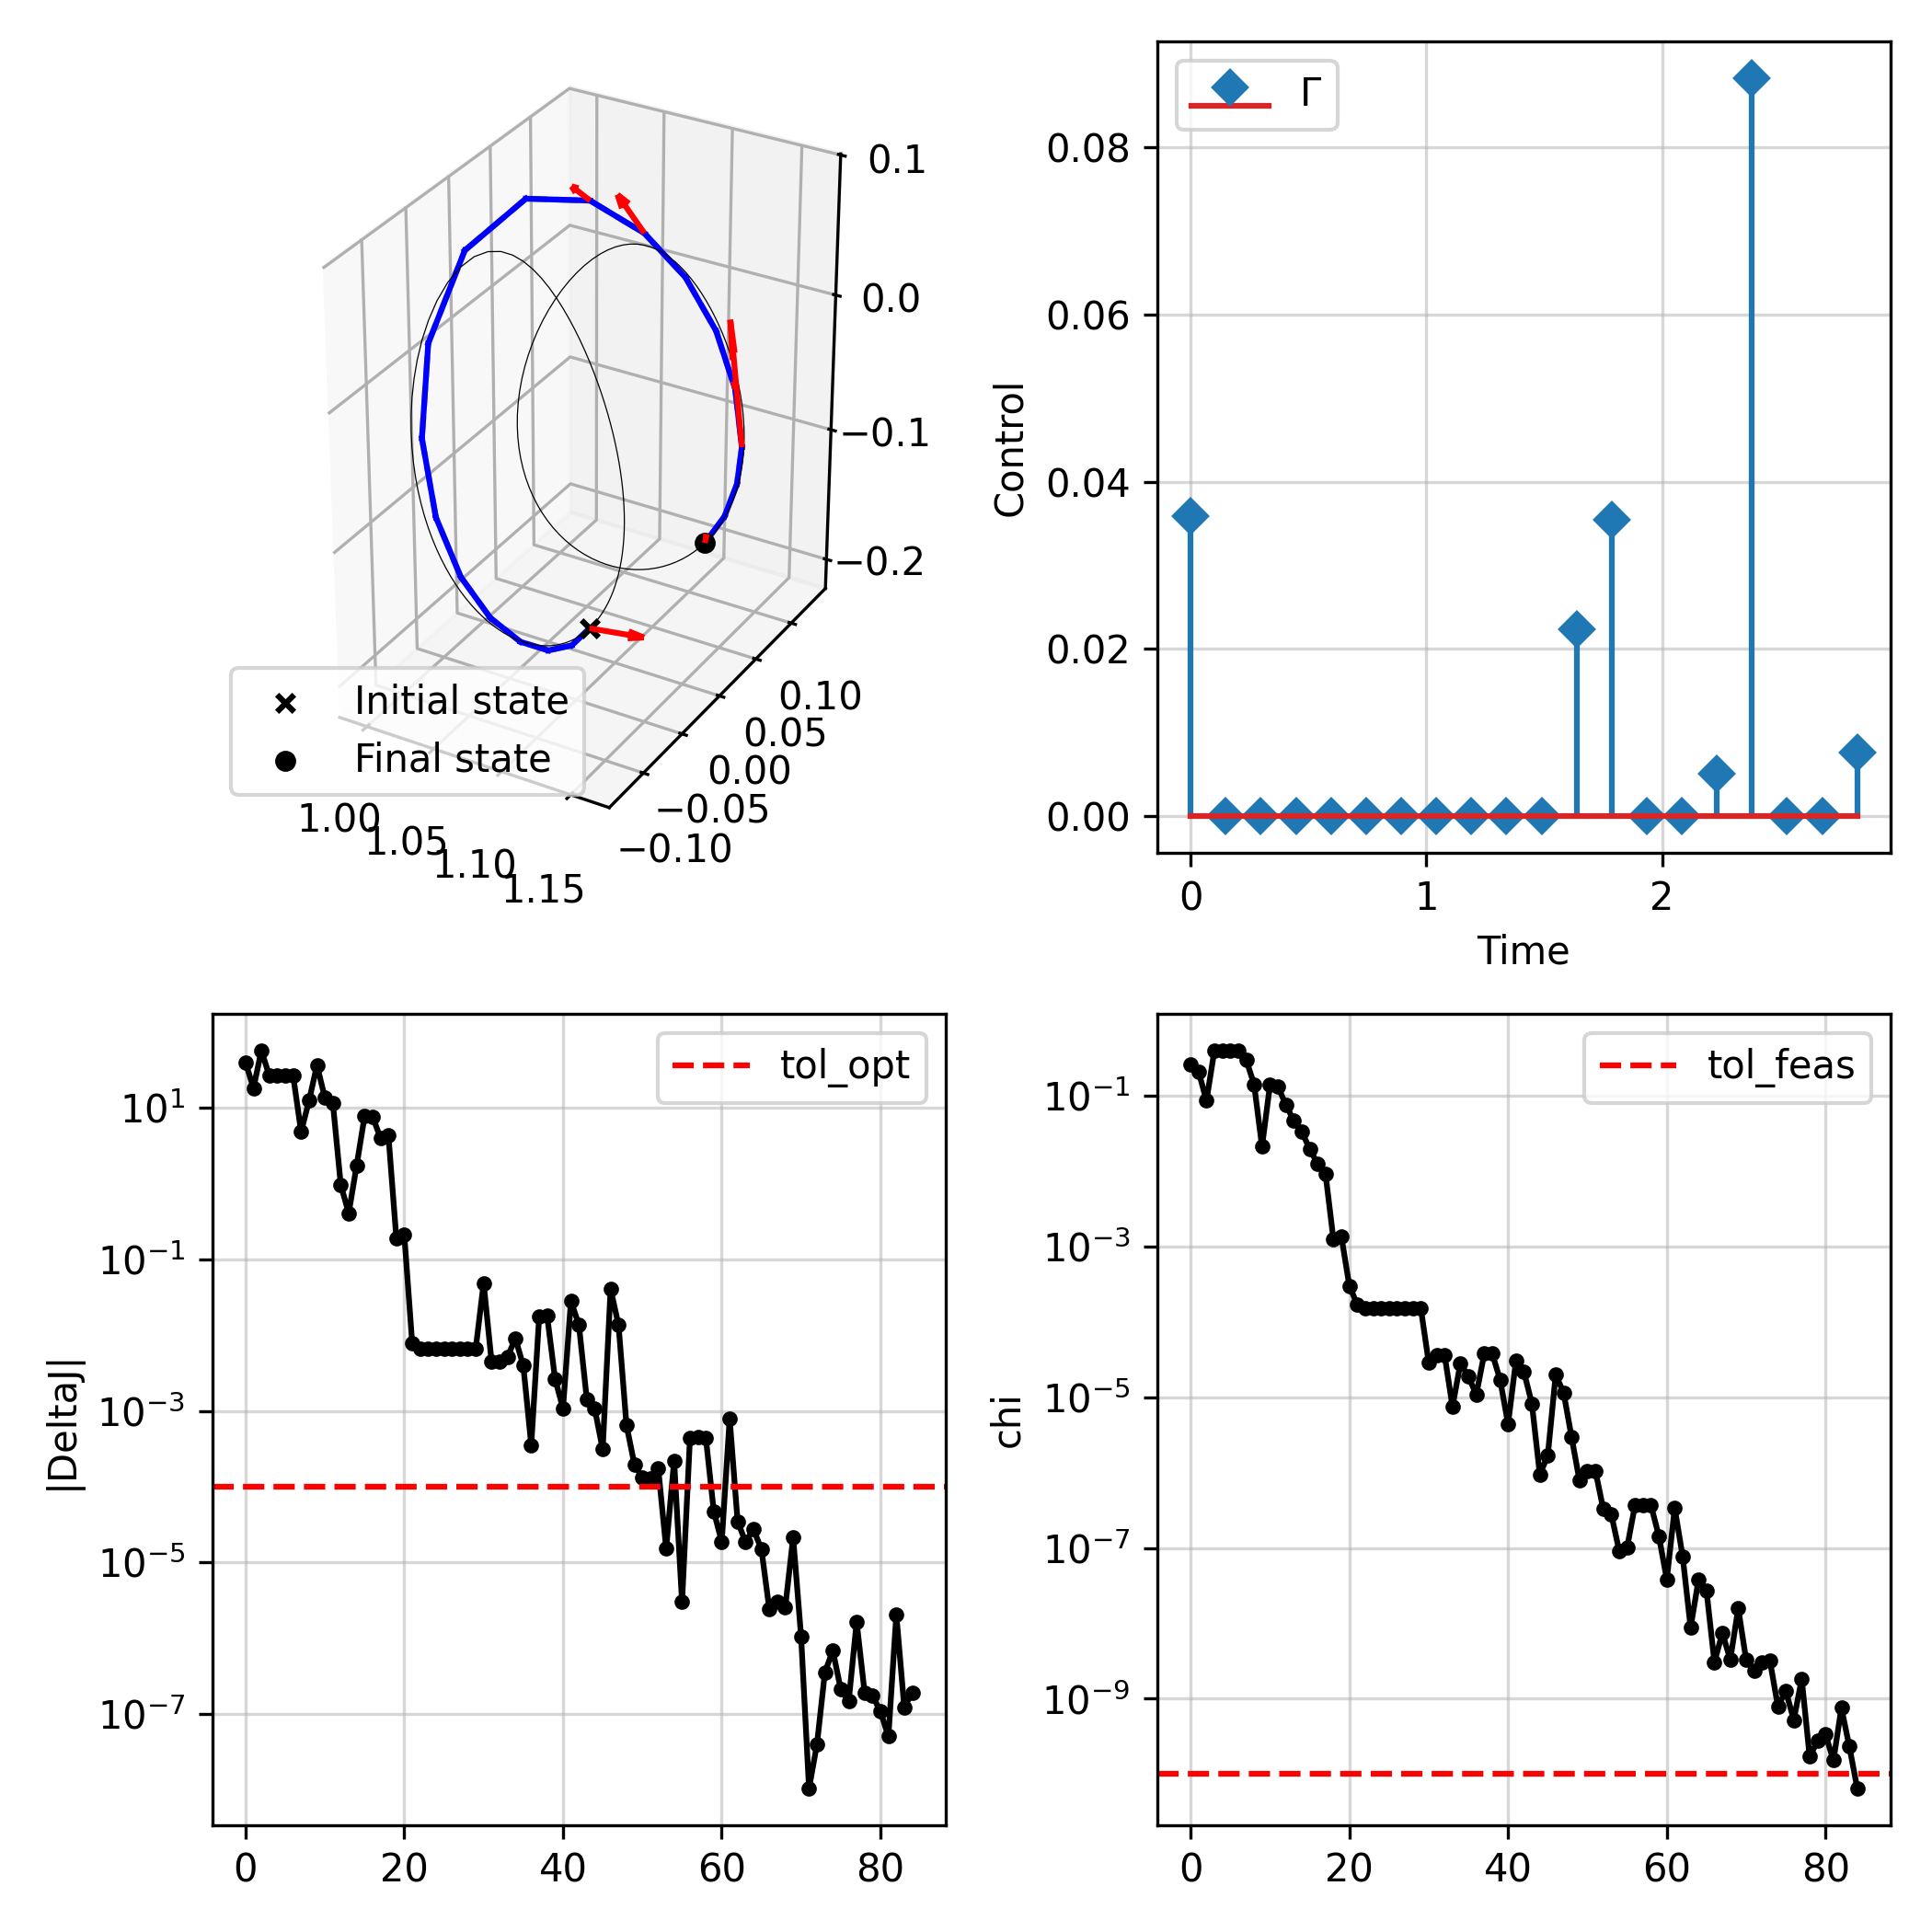 0.1
0.0
−0.1
−0.2
0.10
0.05
0.00
−0.05
−0.10
1.00
1.05
1.10
1.15
Initial state
Final state
Γ
0.08
0.06
0.04
0.02
0.00
Control
0 1 2
Time
tol_opt
10¹
10⁻¹
10⁻³
10⁻⁵
10⁻⁷
|DeltaJ|
0 20 40 60 80
tol_feas
10⁻¹
10⁻³
10⁻⁵
10⁻⁷
10⁻⁹
chi
0 20 40 60 80